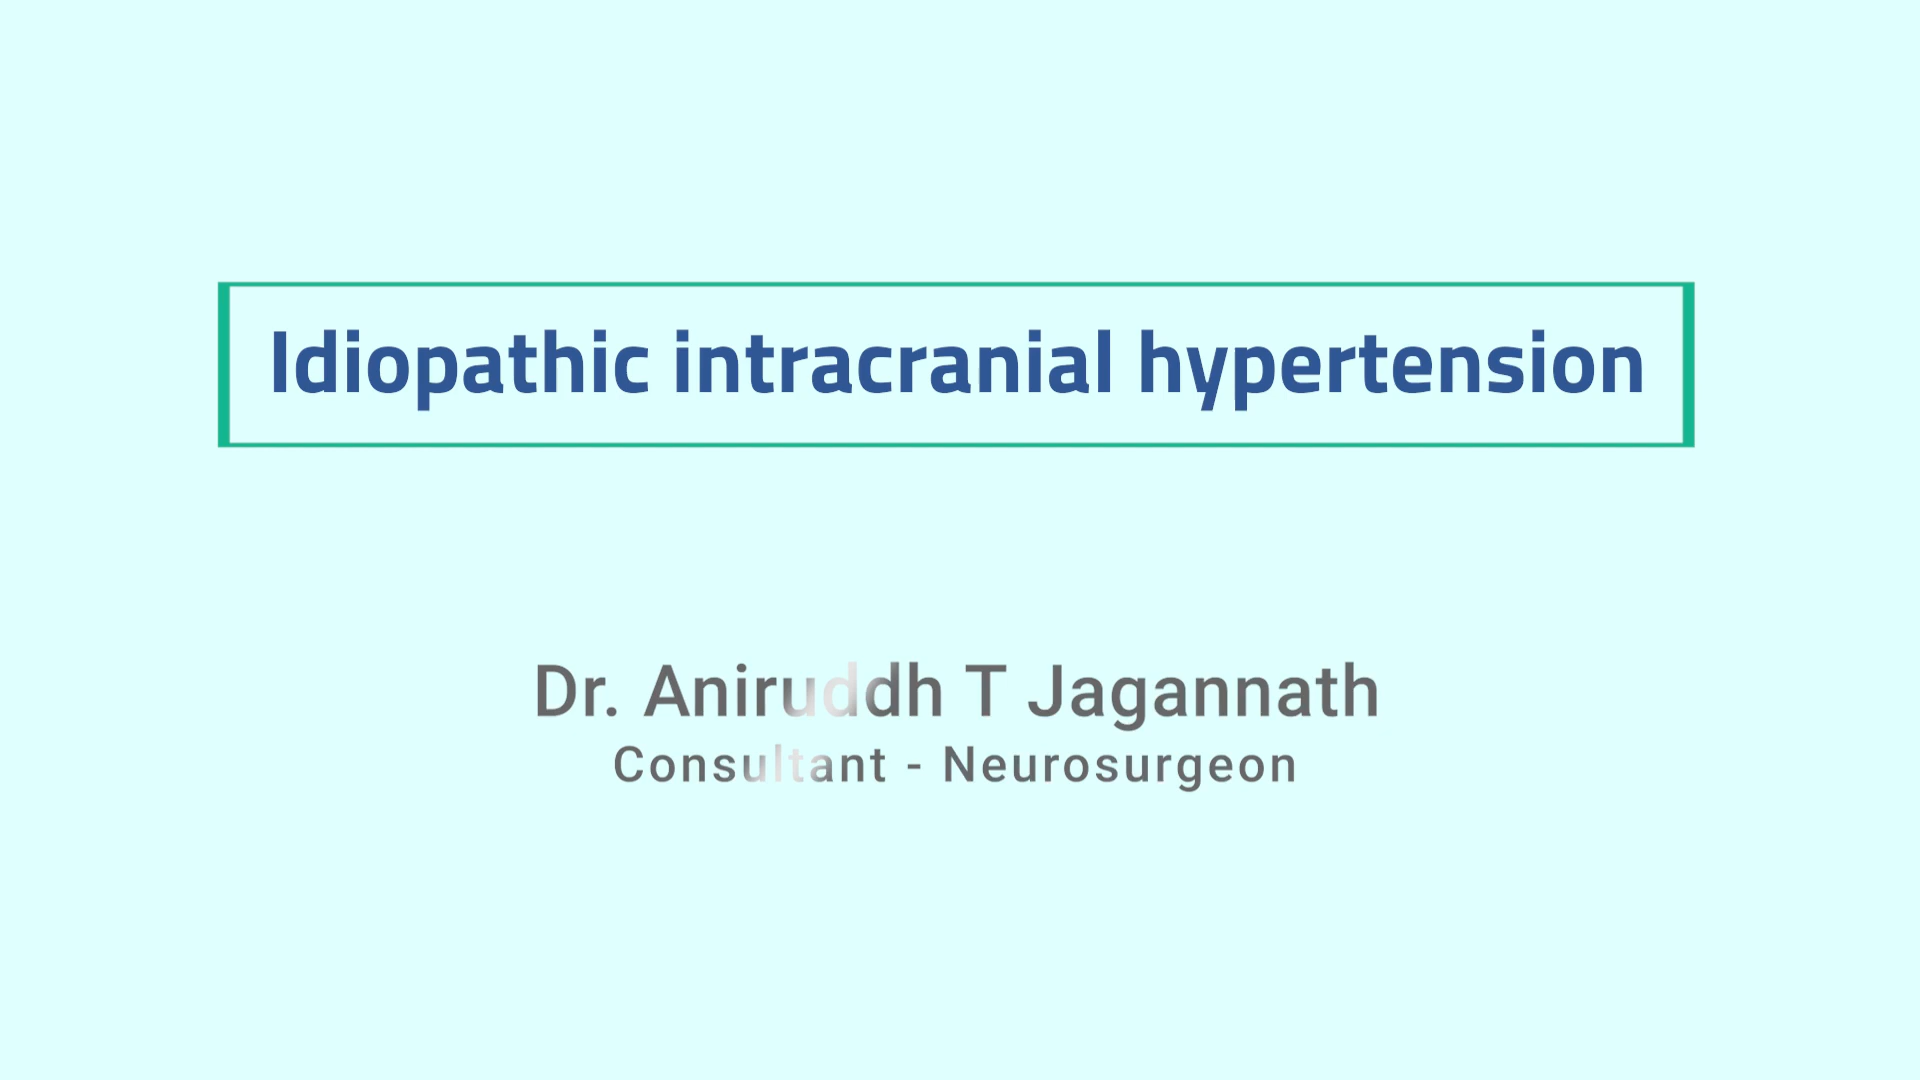 Idiopathic intracranial hypertension
Dr. Aniruddh T Jagannath
Consultant - Neurosurgeon